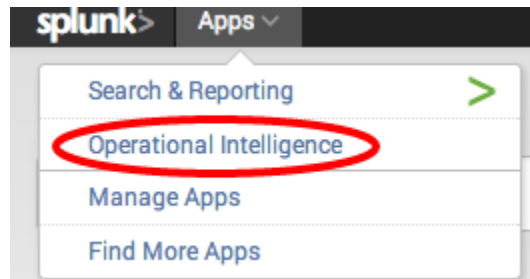 splunk> Apps
Search & Reporting >
Operational Intelligence
Manage Apps
Find More Apps